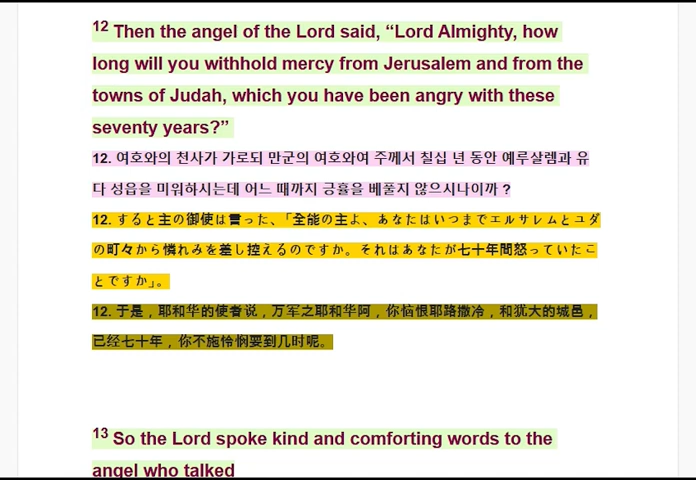 12 Then the angel of the Lord said, “Lord Almighty, how
long will you withhold mercy from Jerusalem and from the
towns of Judah, which you have been angry with these
seventy years?”
12. 여호와의 천사가 가로되 만군의 여호와여 주께서 칠십 년 동안 예루살렘과 유
다 성읍을 미워하시는데 어느 때까지 긍휼을 베풀지 않으시나이까 ?
12. すると主の御使は言った、「全能の主よ、あなたはいつまでエルサレムとユダ
の町々から憐れみを差し控えるのですか。それはあなたが七十年間怒っていたこ
とですか」。
12. 于是，耶和华的使者说，万军之耶和华阿，你恼恨耶路撒冷，和犹大的城邑，
已经七十年，你不施怜悯要到几时呢。
13 So the Lord spoke kind and comforting words to the
angel who talked